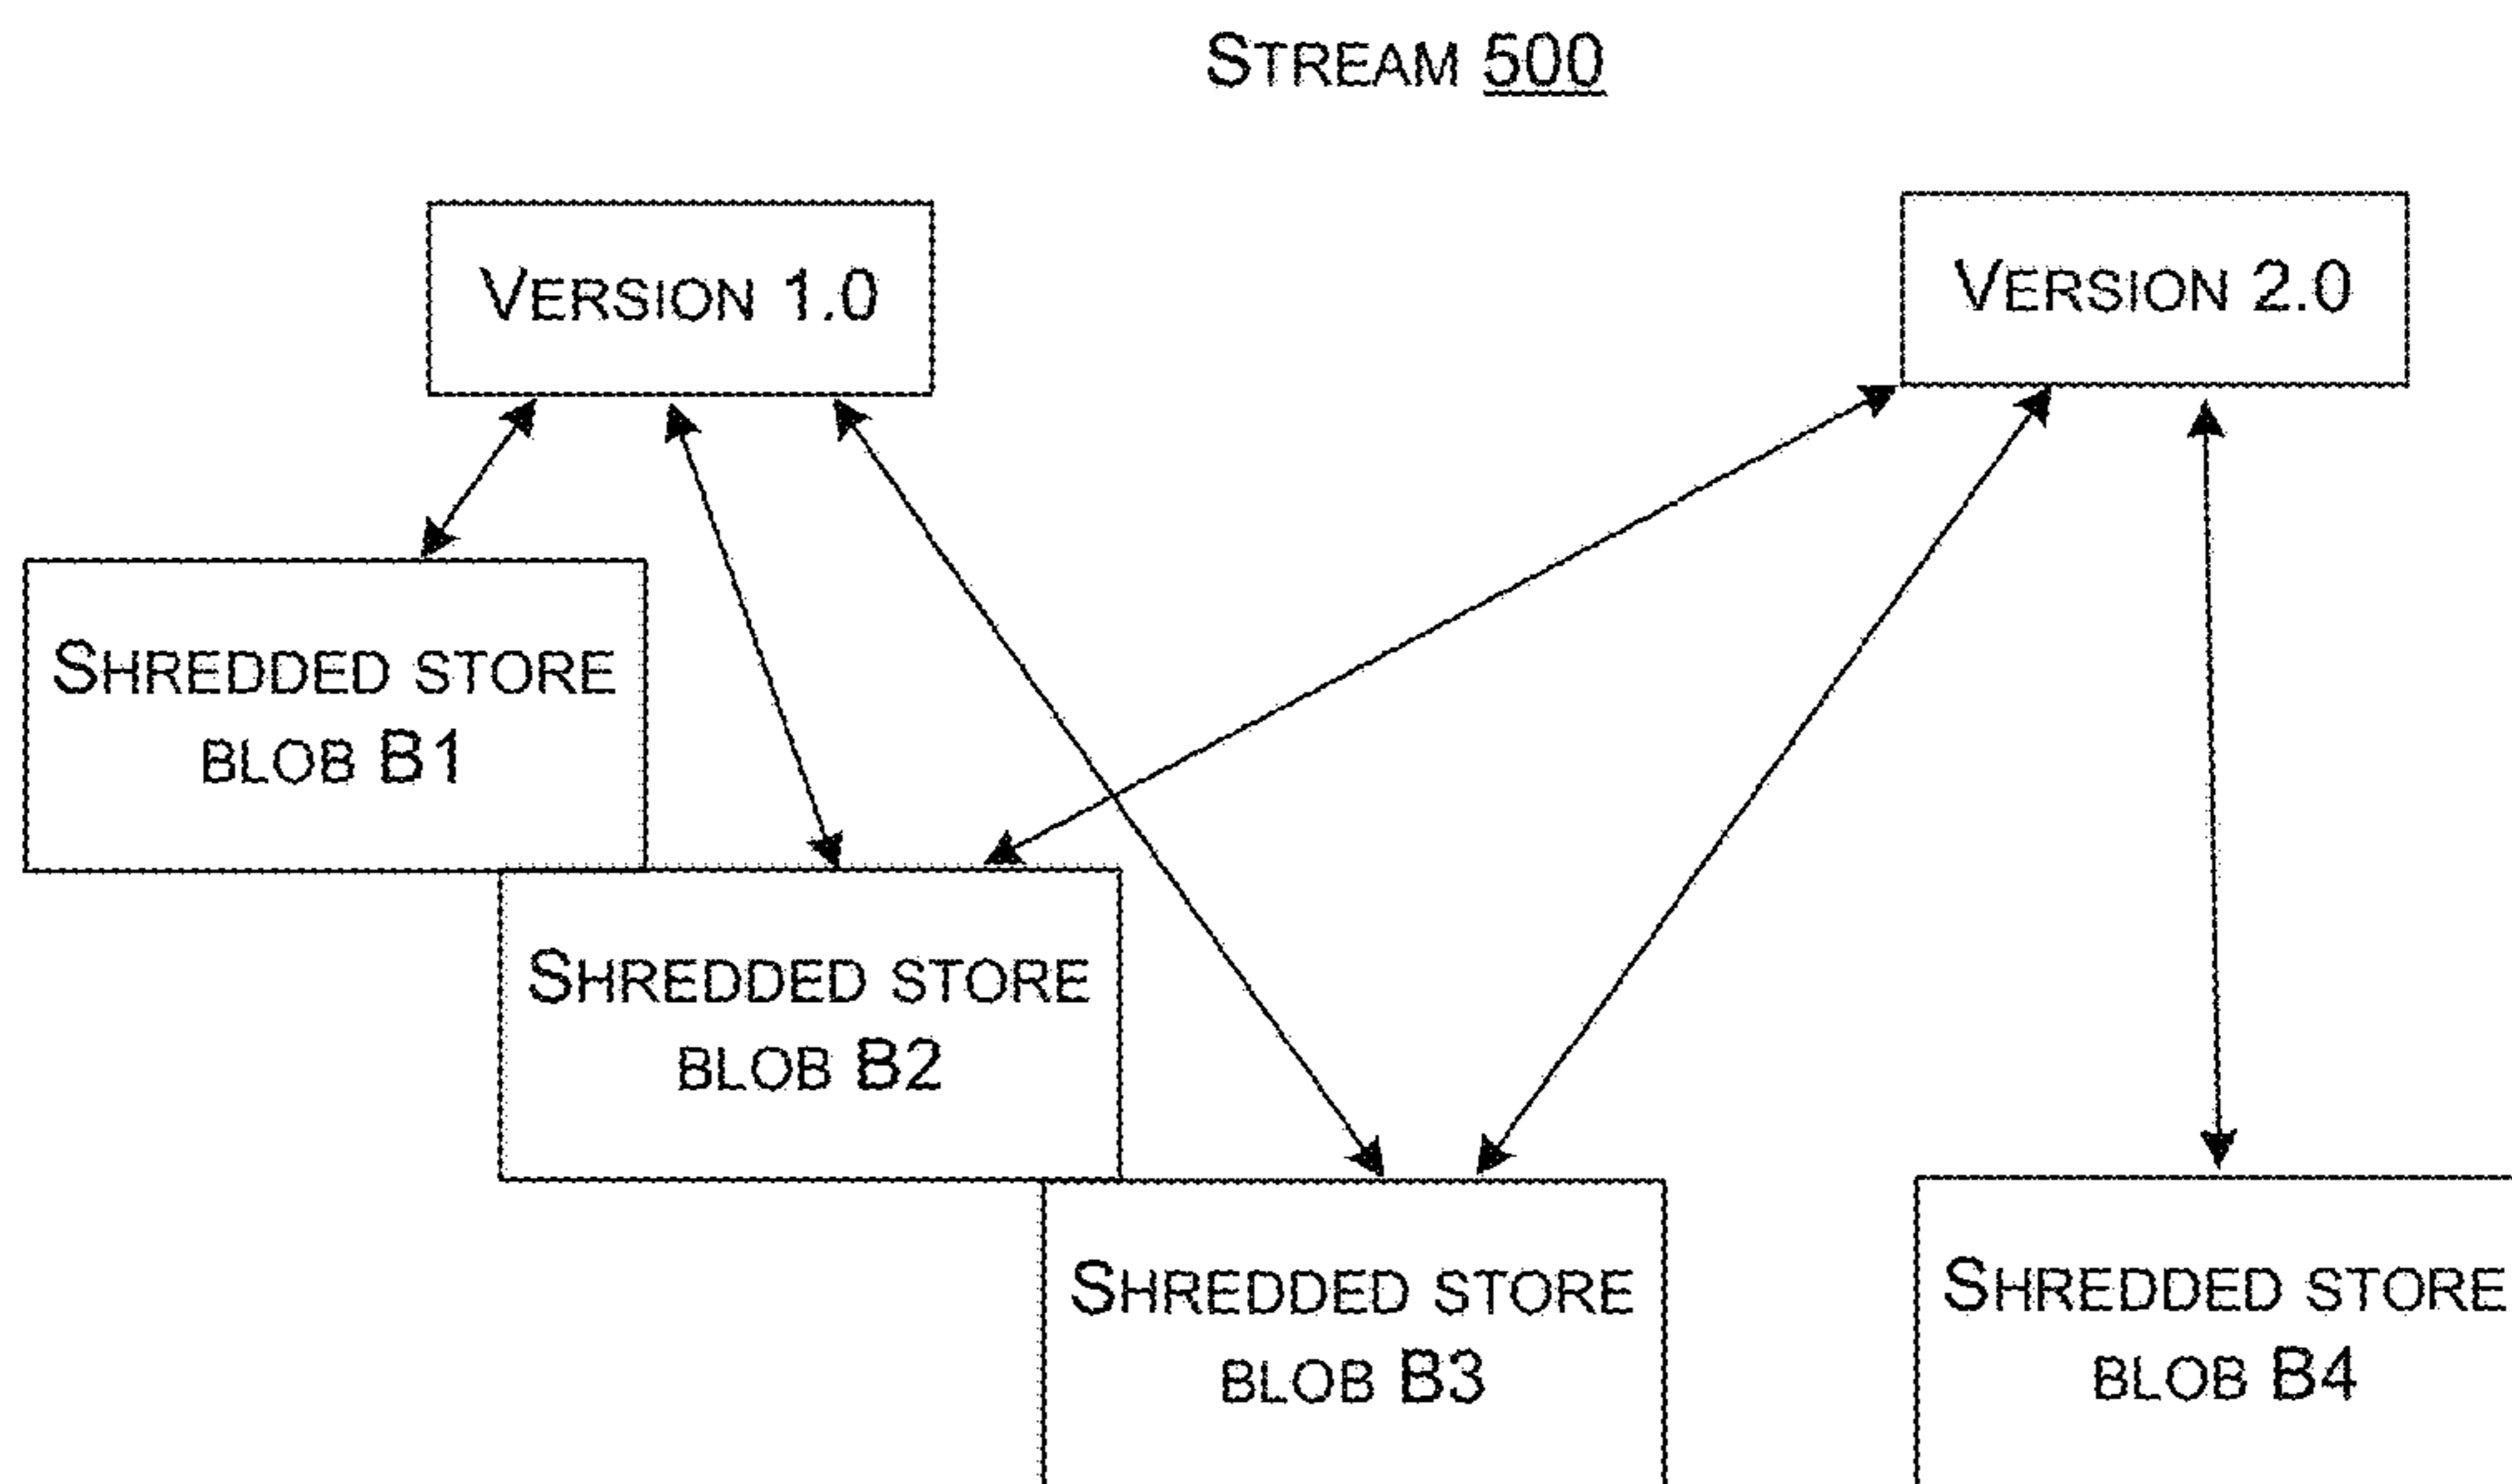 STREAM 500
VERSION 1.0
VERSION 2.0
SHREDDED STORE
BLOB B1
SHREDDED STORE
BLOB B2
SHREDDED STORE
BLOB B3
SHREDDED STORE
BLOB B4